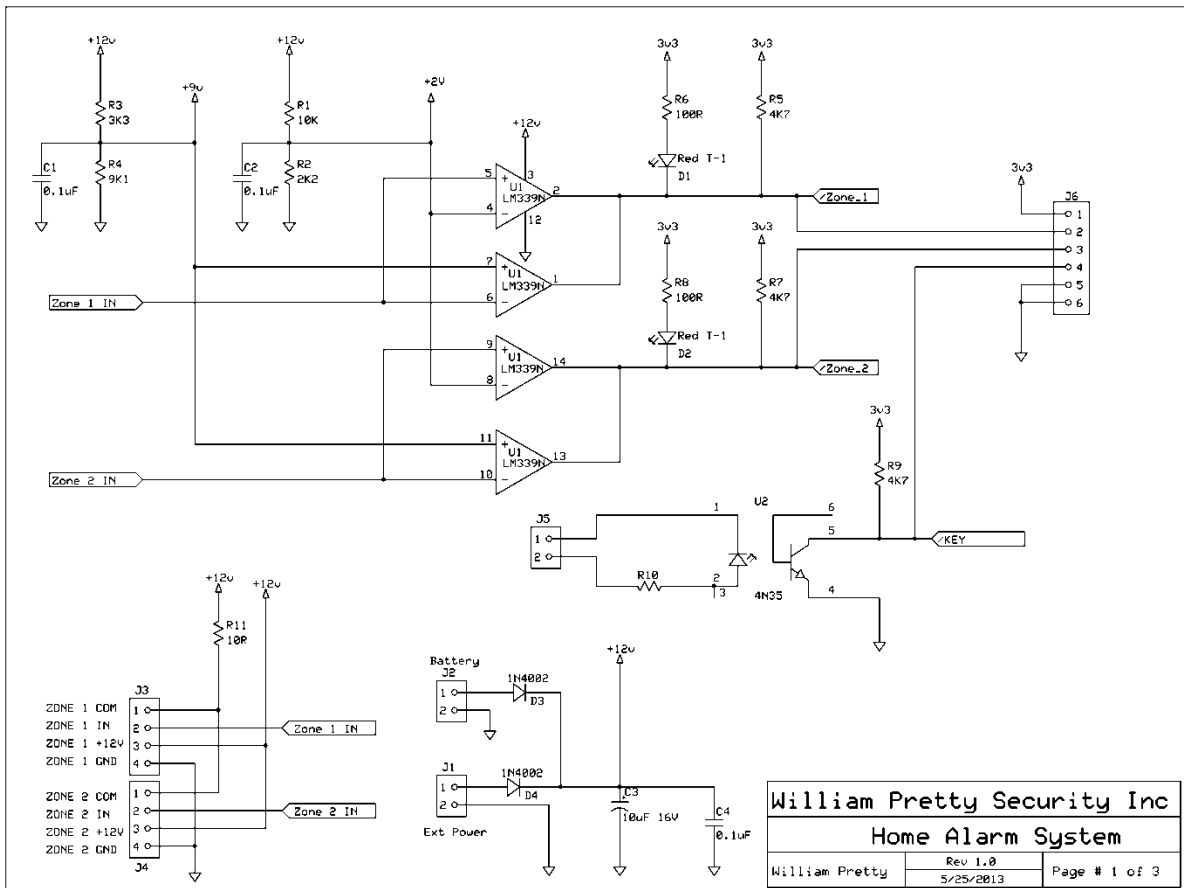 +12v
+9v
R3
3K3
C1
0.1uF
R4
9K1
+12v
+2V
R1
10K
C2
0.1uF
R2
2K2
+12v
5
+
3
U1
LM339N
2
4
-
12
7
+
U1
LM339N
1
6
-
9
+
U1
LM339N
14
8
-
11
+
U1
LM339N
13
10
-
Zone 1 IN
Zone 2 IN
3v3
3v3
R6
100R
R5
4K7
Red T-1
D1
/Zone_1
3v3
3v3
R8
100R
R7
4K7
Red T-1
D2
/Zone_2
3v3
J6
1
2
3
4
5
6
3v3
R9
4K7
U2
J5
1
2
1
R10
2
3
4N35
6
5
4
/KEY
+12v
+12v
R11
10R
J3
ZONE 1 COM
1
ZONE 1 IN
2
Zone 1 IN
ZONE 1 +12V
3
ZONE 1 GND
4
ZONE 2 COM
1
ZONE 2 IN
2
Zone 2 IN
ZONE 2 +12V
3
ZONE 2 GND
4
J4
Battery
J2
1
2
1N4002
D3
+12v
J1
1
2
1N4002
D4
Ext Power
C3
+
10uF 16V
C4
0.1uF
William Pretty Security Inc
Home Alarm System
William Pretty
Rev 1.0
5/25/2013
Page # 1 of 3